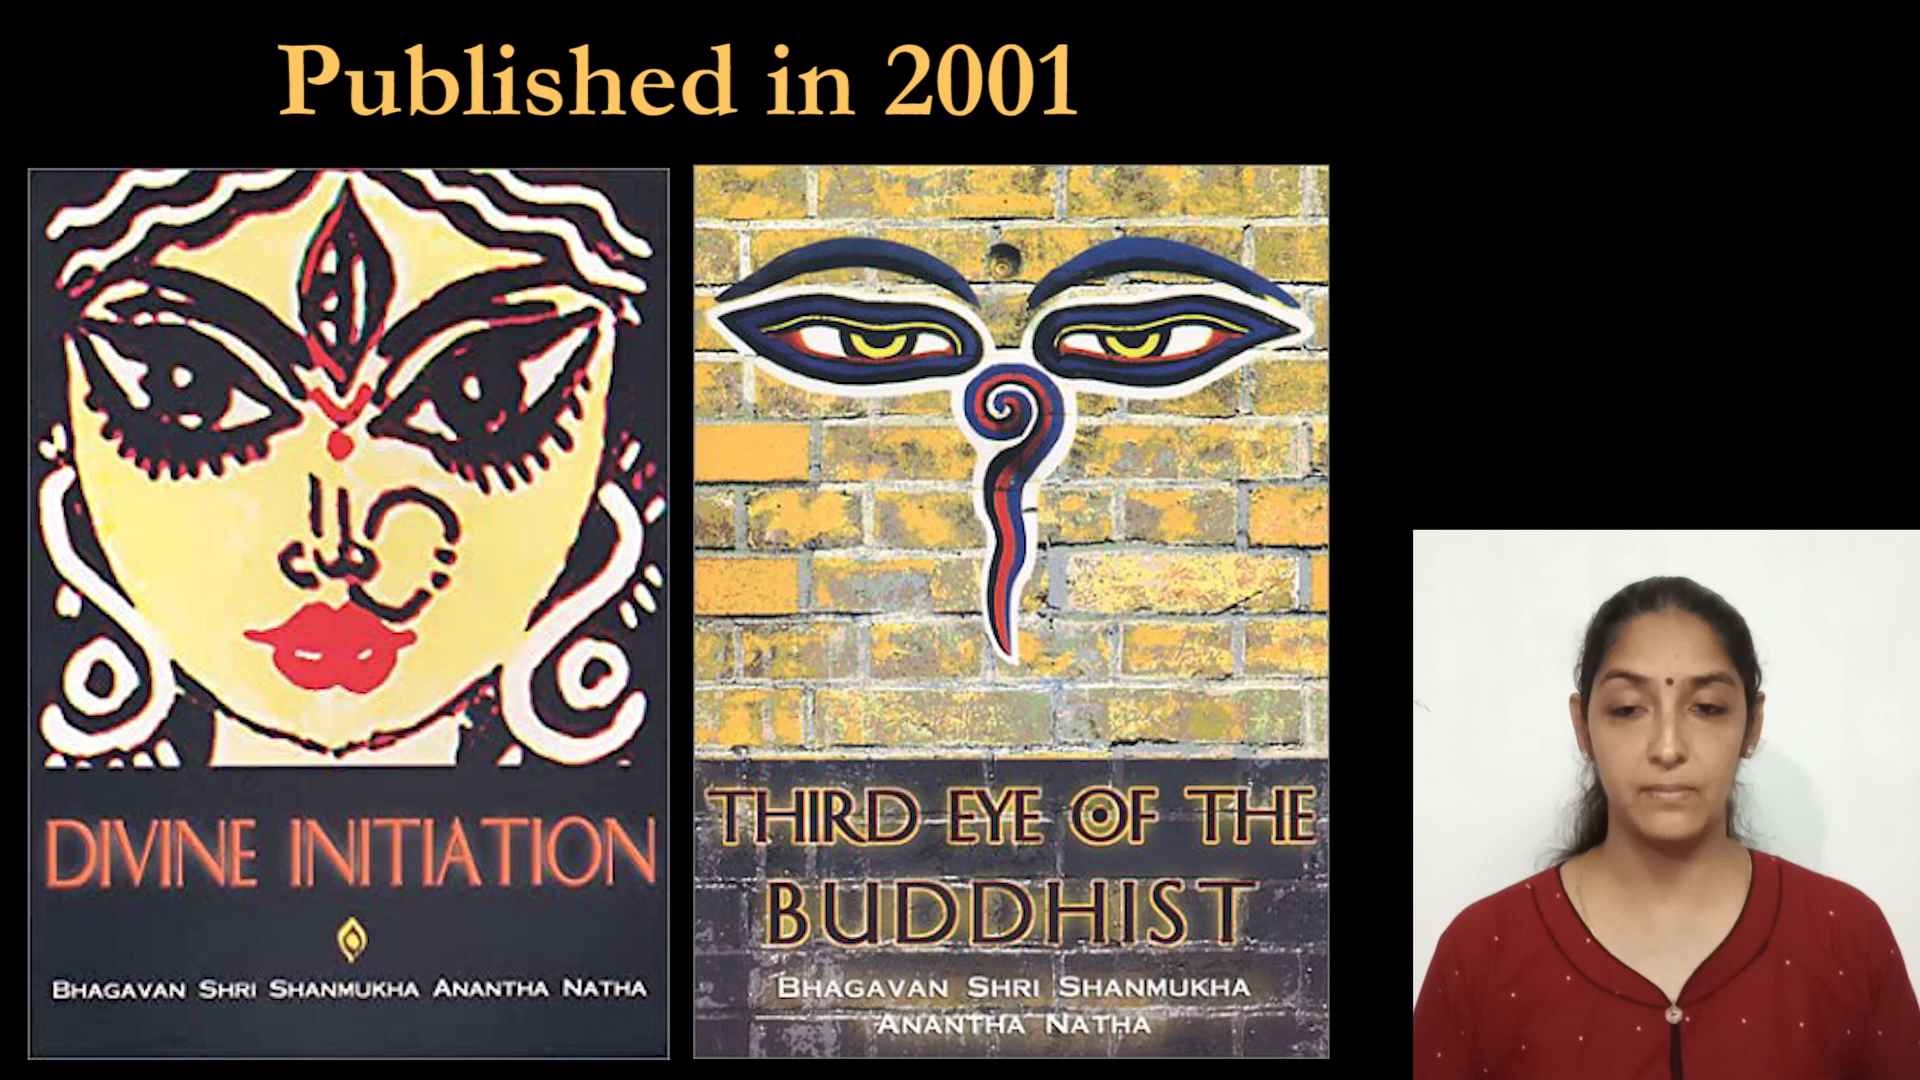 Published in 2001
DIVINE INITIATION
BHAGAVAN SHRI SHANMUKHA ANANTHA NATHA
THIRD EYE OF THE
BUDDHIST
BHAGAVAN SHRI SHANMUKHA
ANANTHA NATHA